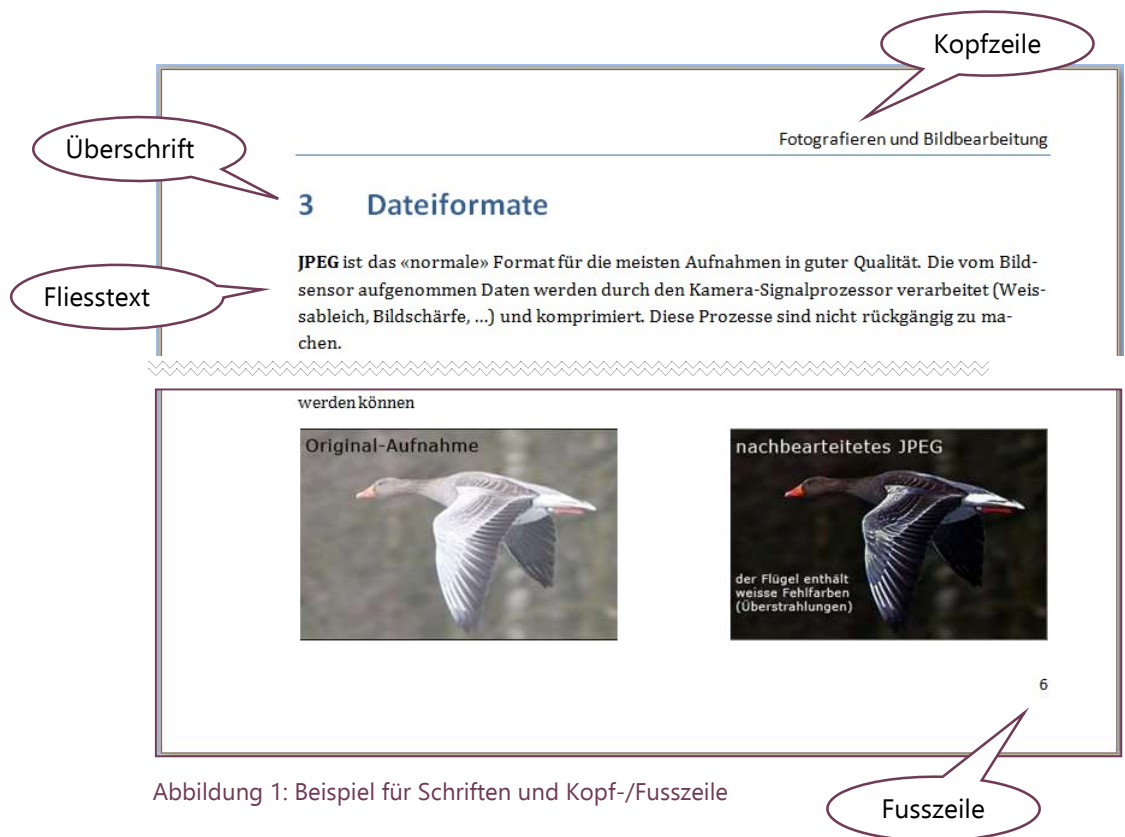 Kopfzeile
Fotografieren und Bildbearbeitung
Überschrift
3 Dateiformate
JPEG ist das «normale» Format für die meisten Aufnahmen in guter Qualität. Die vom Bild-
Fliesstext
sensor aufgenommen Daten werden durch den Kamera-Signalprozessor verarbeitet (Weis-
sableich, Bildschärfe, ...) und komprimiert. Diese Prozesse sind nicht rückgängig zu ma-
chen.
werden können
Original-Aufnahme
nachbearteitetes JPEG
der Flügel enthält
weisse Fehlfarben
(Überstrahlungen)
6
Abbildung 1: Beispiel für Schriften und Kopf-/Fusszeile
Fusszeile